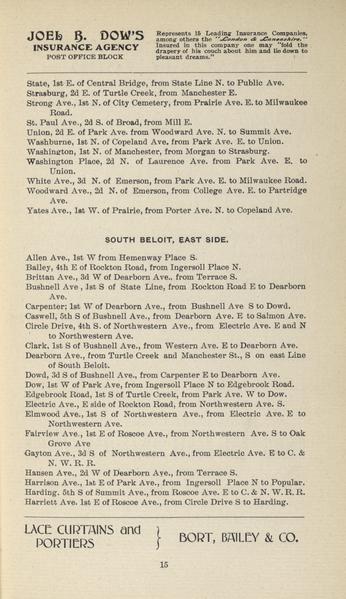 JOEL B. DOW'S
INSURANCE AGENCY
POST OFFICE BLOCK
Represents 15 Leading Insurance Companies,
among others the "London & Lancashire."
Insured in this company one may "fold the
drapery of his couch about him and lie down to
pleasant dreams."
State, 1st E. of Central Bridge, from State Line N. to Public Ave.
Strasburg, 2d E. of Turtle Creek, from Manchester E.
Strong Ave., 1st N. of City Cemetery, from Prairie Ave. E. to Milwaukee
Road.
St. Paul Ave., 2d S. of Broad, from Mill E.
Union, 2d E. of Park Ave. from Woodward Ave. N. to Summit Ave.
Washburne, 1st N. of Copeland Ave, from Park Ave. E. to Union.
Washington, 1st N. of Manchester, from Morgan to Strasburg.
Washington Place, 2d N. of Laurence Ave. from Park Ave. E. to
Union.
White Ave., 3d N. of Emerson, from Park Ave. E. to Milwaukee Road.
Woodward Ave., 2d N. of Emerson, from College Ave. E. to Partridge
Ave.
Yates Ave., 1st W. of Prairie, from Porter Ave. N. to Copeland Ave.
SOUTH BELOIT, EAST SIDE.
Allen Ave., 1st W from Hemenway Place S.
Bailey, 4th E of Rockton Road, from Ingersoll Place N.
Brittan Ave., 3d W of Dearborn Ave., from Terrace S.
Bushnell Ave, 1st S of State Line, from Rockton Road E to Dearborn
Ave.
Carpenter; 1st W of Dearborn Ave., from Bushnell Ave S to Dowd.
Caswell, 5th S of Bushnell Ave., from Dearborn Ave. E to Salmon Ave.
Circle Drive, 4th S. of Northwestern Ave., from Electric Ave. E and N
to Northwestern Ave.
Clark, 1st S of Bushnell Ave., from Western Ave. E to Dearborn Ave.
Dearborn Ave., from Turtle Creek and Manchester St., S on east Line
of South Beloit.
Dowd, 3d S of Bushnell Ave., from Carpenter E to Dearborn Ave.
Dow, 1st W of Park Ave, from Ingersoll Place N to Edgebrook Road.
Edgebrook Road, 1st S of Turtle Creek, from Park Ave. W to Dow.
Electric Ave., E side of Rockton Road, from Northwestern Ave. S.
Elmwood Ave., 1st S of Northwestern Ave., from Electric Ave. E to
Northwestern Ave.
Fairview Ave., 1st E of Roscoe Ave., from Northwestern Ave. S to Oak
Grove Ave
Gayton Ave., 3d S of Northwestern Ave., from Electric Ave. E to C. &
N. W. R. R.
Hansen Ave., 2d W of Dearborn Ave., from Terrace S.
Harrison Ave., 1st E of Park Ave., from Ingersoll Place N to Popular.
Harding. 5th S of Summit Ave., from Roscoe Ave. E to C. & N. W. R. R.
Harriett Ave. 1st E of Roscoe Ave., from Circle Drive S to Harding.
LACE CURTAINS and
PORTIERS
} BORT, BAILEY & CO.
15